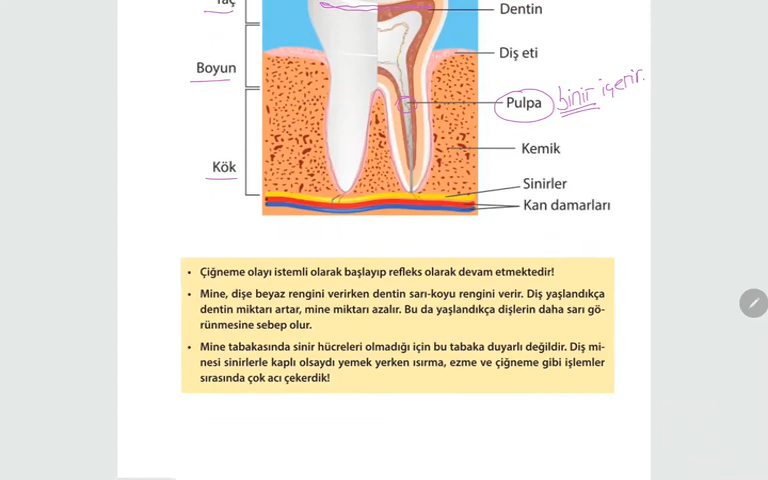 Taç
Dentin
Diş eti
Boyun
Pulpa sinir içerir.
Kemik
Kök
Sinirler
Kan damarları
• Çiğneme olayı istemli olarak başlayıp refleks olarak devam etmektedir!
• Mine, dişe beyaz rengini verirken dentin sarı-koyu rengini verir. Diş yaşlandıkça
dentin miktarı artar, mine miktarı azalır. Bu da yaşlandıkça dişlerin daha sarı gö-
rünmesine sebep olur.
• Mine tabakasında sinir hücreleri olmadığı için bu tabaka duyarlı değildir. Diş mi-
nesi sinirlerle kaplı olsaydı yemek yerken ısırma, ezme ve çiğneme gibi işlemler
sırasında çok acı çekerdik!